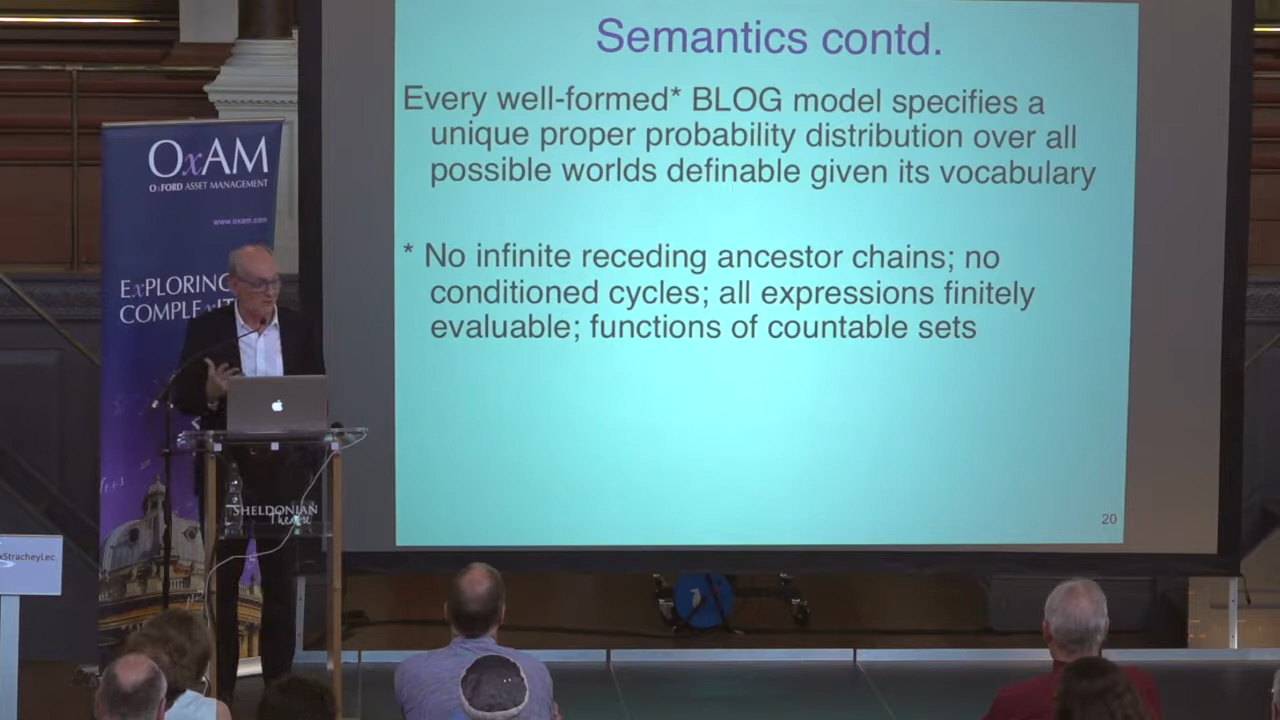 Semantics contd.
Every well-formed* BLOG model specifies a
unique proper probability distribution over all
possible worlds definable given its vocabulary
* No infinite receding ancestor chains; no
conditioned cycles; all expressions finitely
evaluable; functions of countable sets
20
OxAM
OxFORD ASSET MANAGEMENT
www.oxam.com
ExPLORING
SHELDONIAN
Theatre
xStracheyLec